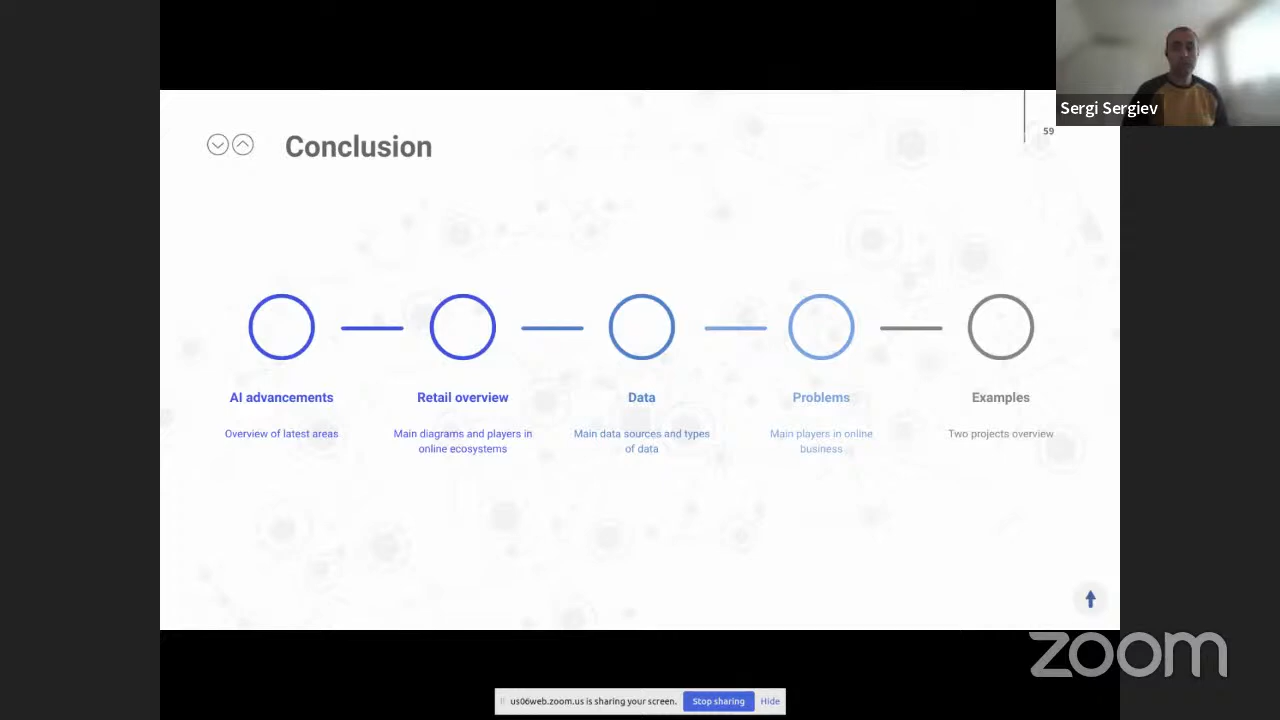 Sergi Sergiev
59
Conclusion
AI advancements
Overview of latest areas
Retail overview
Main diagrams and players in
online ecosystems
Data
Main data sources and types
of data
Problems
Main players in online
business
Examples
Two projects overview
zoom
us06web.zoom.us is sharing your screen. Stop sharing Hide